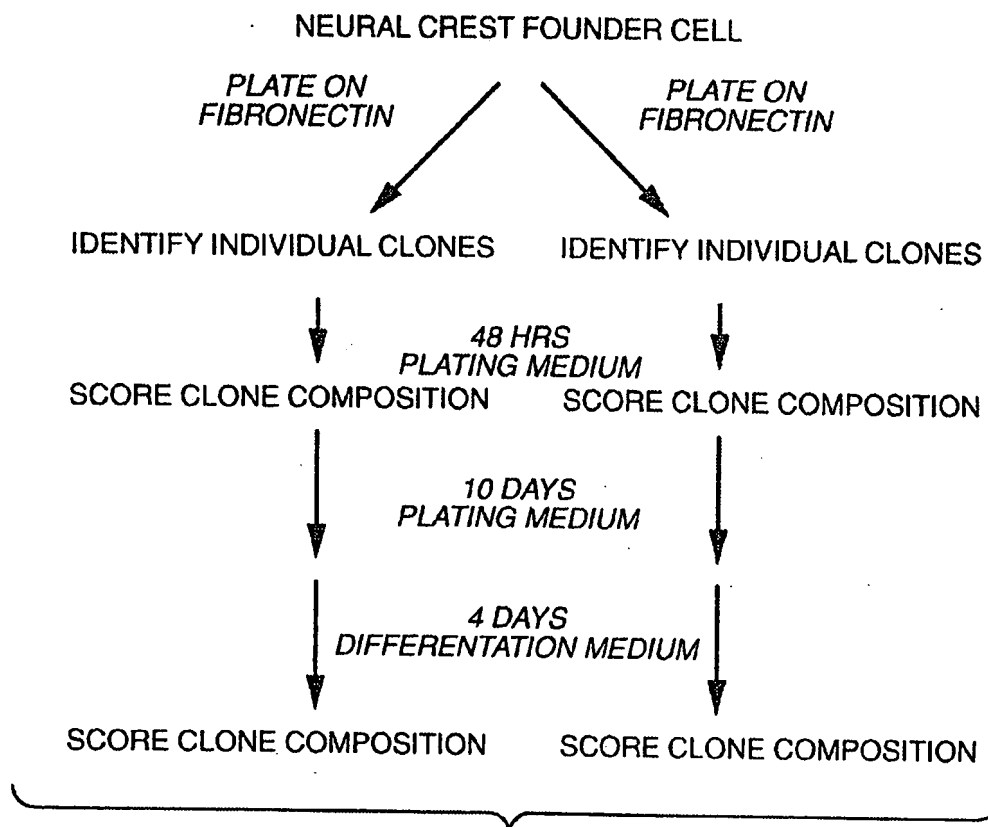 NEURAL CREST FOUNDER CELL
PLATE ON
FIBRONECTIN
PLATE ON
FIBRONECTIN
IDENTIFY INDIVIDUAL CLONES
IDENTIFY INDIVIDUAL CLONES
48 HRS
PLATING MEDIUM
SCORE CLONE COMPOSITION
SCORE CLONE COMPOSITION
10 DAYS
PLATING MEDIUM
4 DAYS
DIFFERENTATION MEDIUM
SCORE CLONE COMPOSITION
SCORE CLONE COMPOSITION